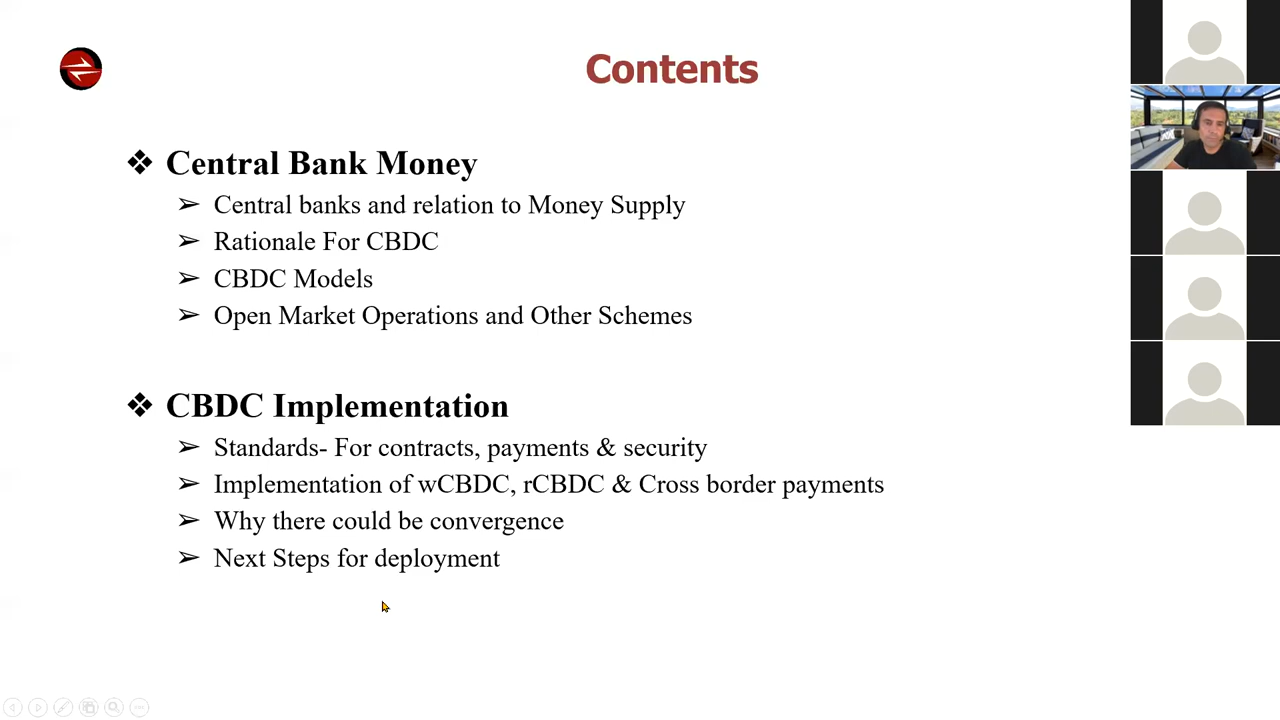 Contents
Central Bank Money
Central banks and relation to Money Supply
Rationale For CBDC
CBDC Models
Open Market Operations and Other Schemes
CBDC Implementation
Standards- For contracts, payments & security
Implementation of wCBDC, rCBDC & Cross border payments
Why there could be convergence
Next Steps for deployment